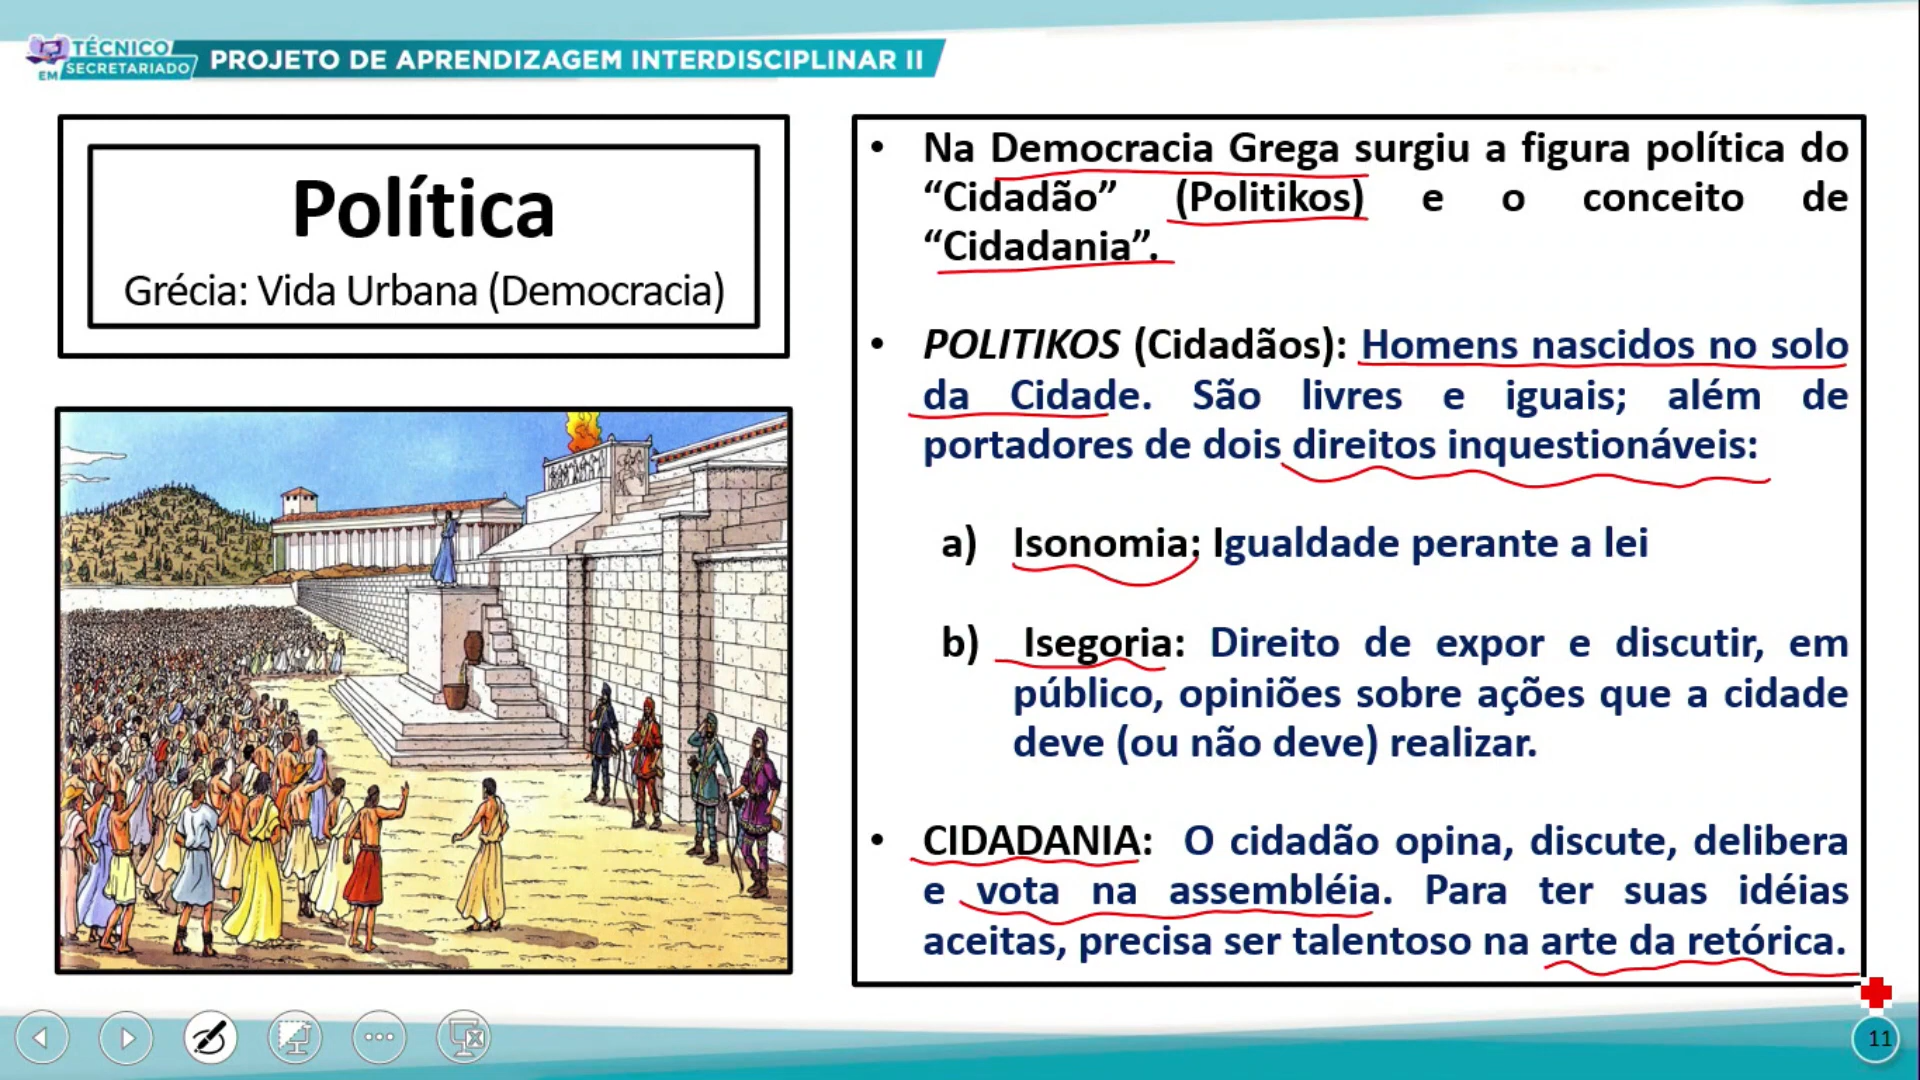 TÉCNICO
EM SECRETARIADO
PROJETO DE APRENDIZAGEM INTERDISCIPLINAR II
Política
Grécia: Vida Urbana (Democracia)
• Na Democracia Grega surgiu a figura política do
“Cidadão” (Politikos) e o conceito de
“Cidadania”.
• POLITIKOS (Cidadãos): Homens nascidos no solo
da Cidade. São livres e iguais; além de
portadores de dois direitos inquestionáveis:
a) Isonomia: Igualdade perante a lei
b) Isegoria: Direito de expor e discutir, em
público, opiniões sobre ações que a cidade
deve (ou não deve) realizar.
• CIDADANIA: O cidadão opina, discute, delibera
e vota na assembléia. Para ter suas idéias
aceitas, precisa ser talentoso na arte da retórica.
11